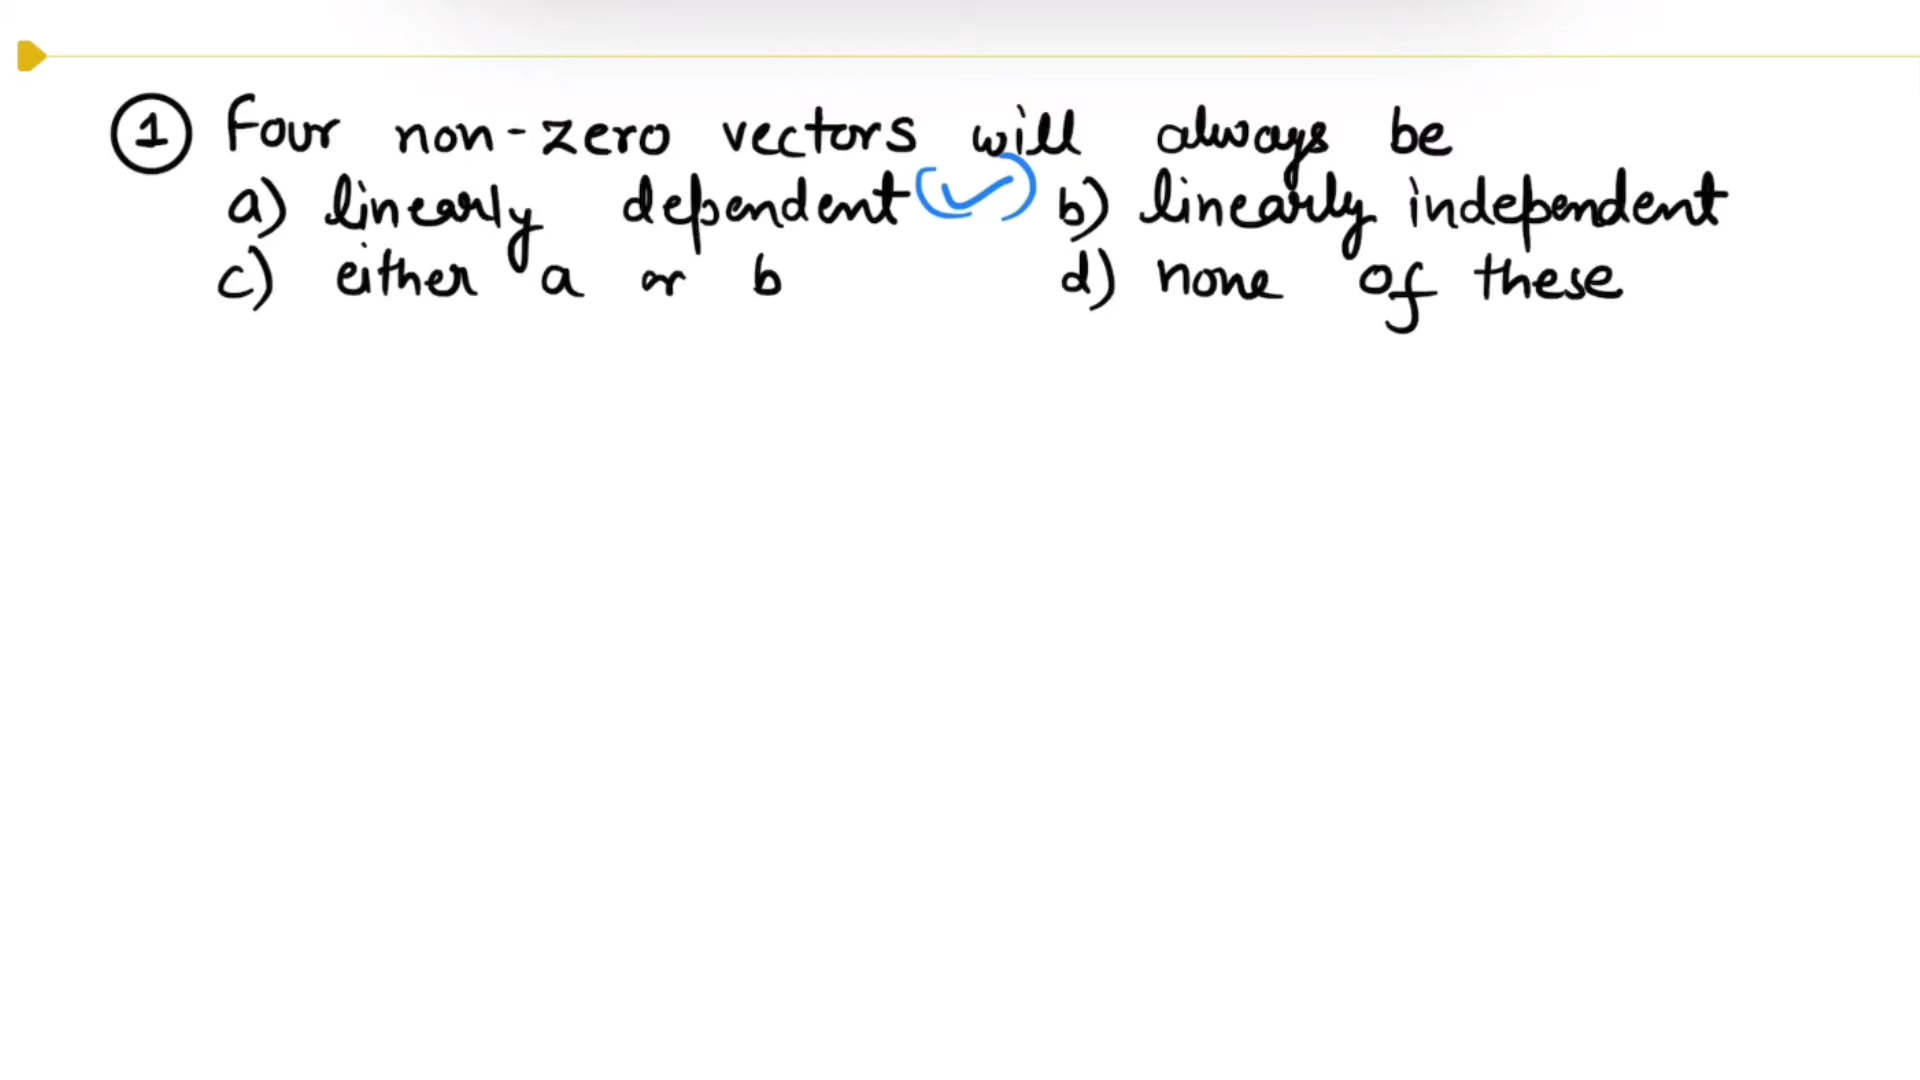 ① Four non-zero vectors will always be
a) linearly dependent (✓) b) linearly independent
c) either a or b d) none of these